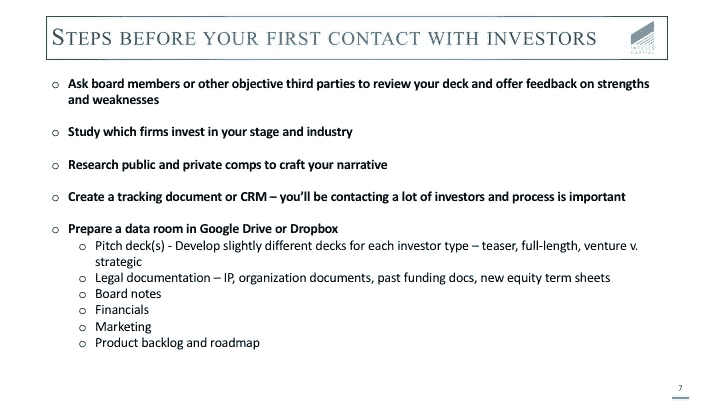 STEPS BEFORE YOUR FIRST CONTACT WITH INVESTORS
INTELIS
CAPITAL
o Ask board members or other objective third parties to review your deck and offer feedback on strengths
and weaknesses
o Study which firms invest in your stage and industry
o Research public and private comps to craft your narrative
o Create a tracking document or CRM – you'll be contacting a lot of investors and process is important
o Prepare a data room in Google Drive or Dropbox
o Pitch deck(s) - Develop slightly different decks for each investor type – teaser, full-length, venture v.
strategic
o Legal documentation – IP, organization documents, past funding docs, new equity term sheets
o Board notes
o Financials
o Marketing
o Product backlog and roadmap
7